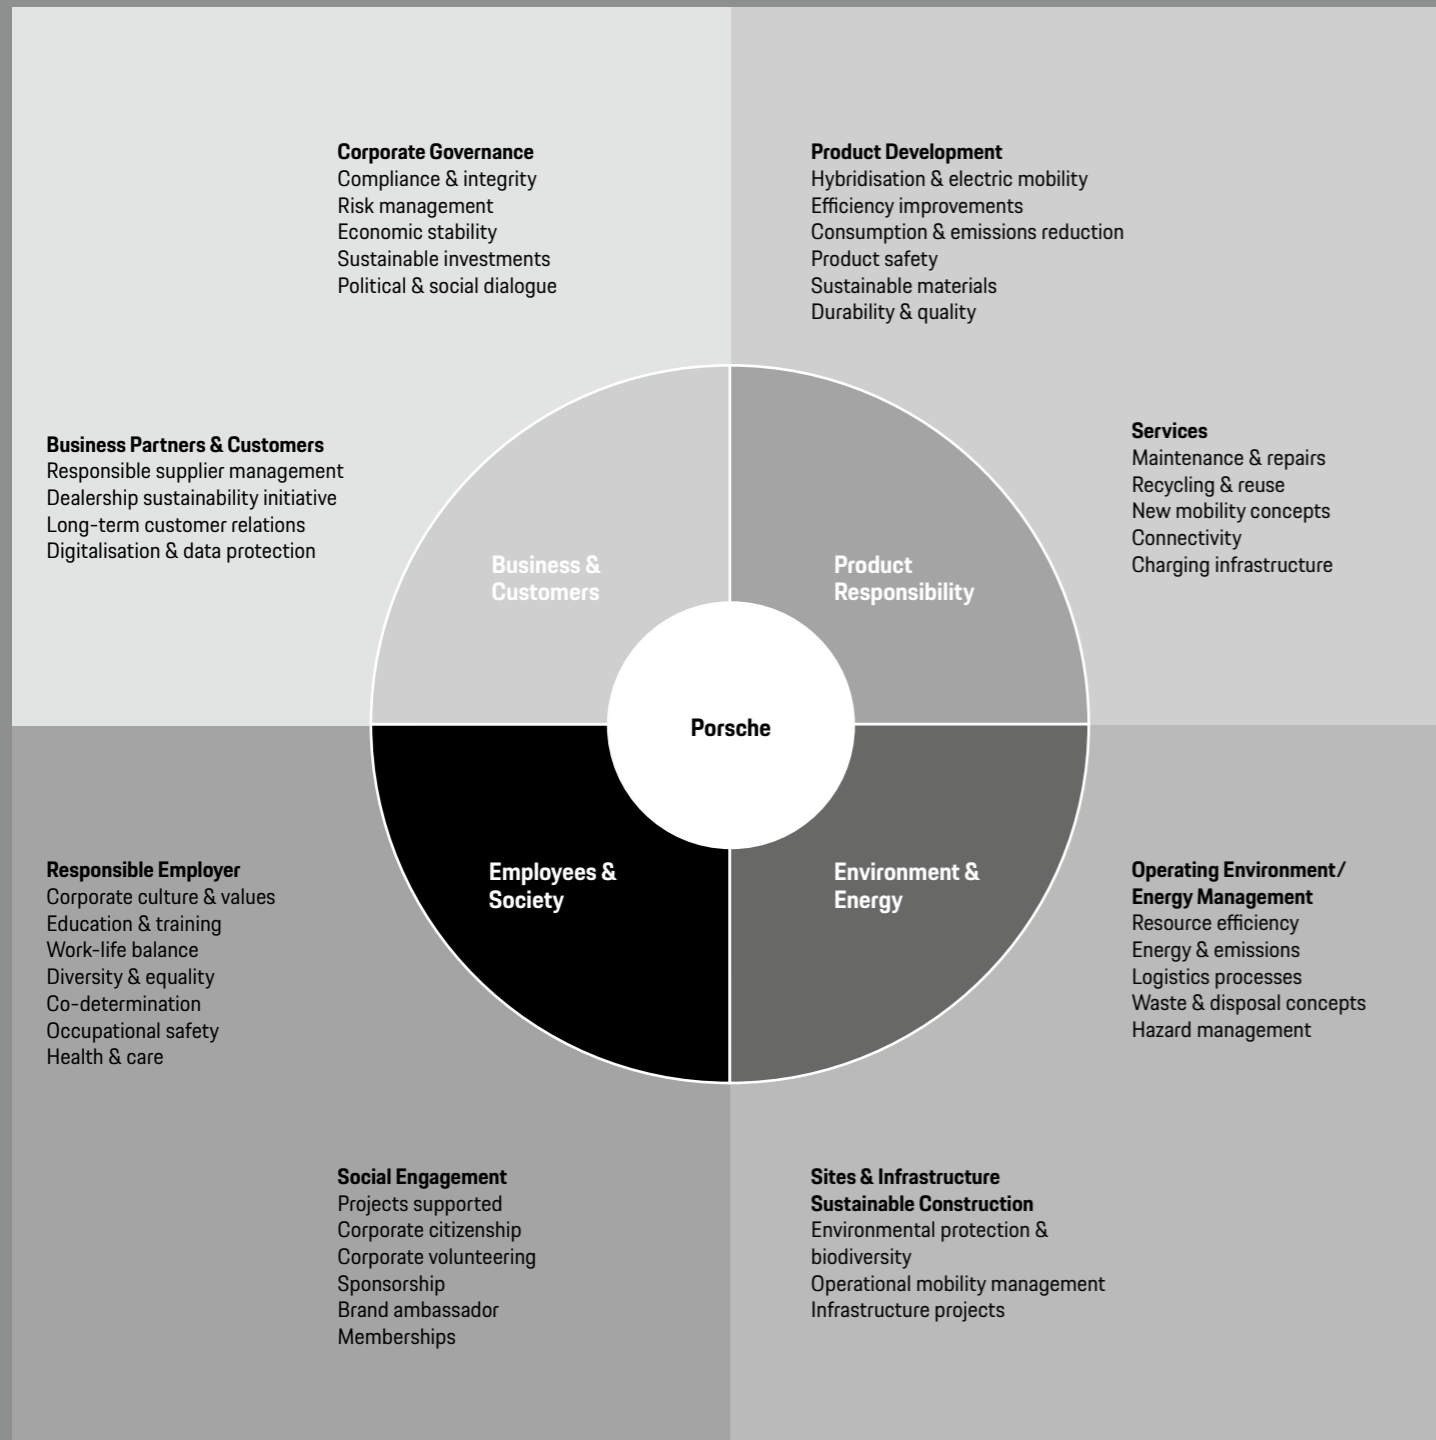 Corporate Governance
Compliance & integrity
Risk management
Economic stability
Sustainable investments
Political & social dialogue
Product Development
Hybridisation & electric mobility
Efficiency improvements
Consumption & emissions reduction
Product safety
Sustainable materials
Durability & quality
Business Partners & Customers
Responsible supplier management
Dealership sustainability initiative
Long-term customer relations
Digitalisation & data protection
Services
Maintenance & repairs
Recycling & reuse
New mobility concepts
Connectivity
Charging infrastructure
Business &
Customers
Product
Responsibility
Porsche
Employees &
Society
Environment &
Energy
Responsible Employer
Corporate culture & values
Education & training
Work-life balance
Diversity & equality
Co-determination
Occupational safety
Health & care
Operating Environment/
Energy Management
Resource efficiency
Energy & emissions
Logistics processes
Waste & disposal concepts
Hazard management
Social Engagement
Projects supported
Corporate citizenship
Corporate volunteering
Sponsorship
Brand ambassador
Memberships
Sites & Infrastructure
Sustainable Construction
Environmental protection &
biodiversity
Operational mobility management
Infrastructure projects